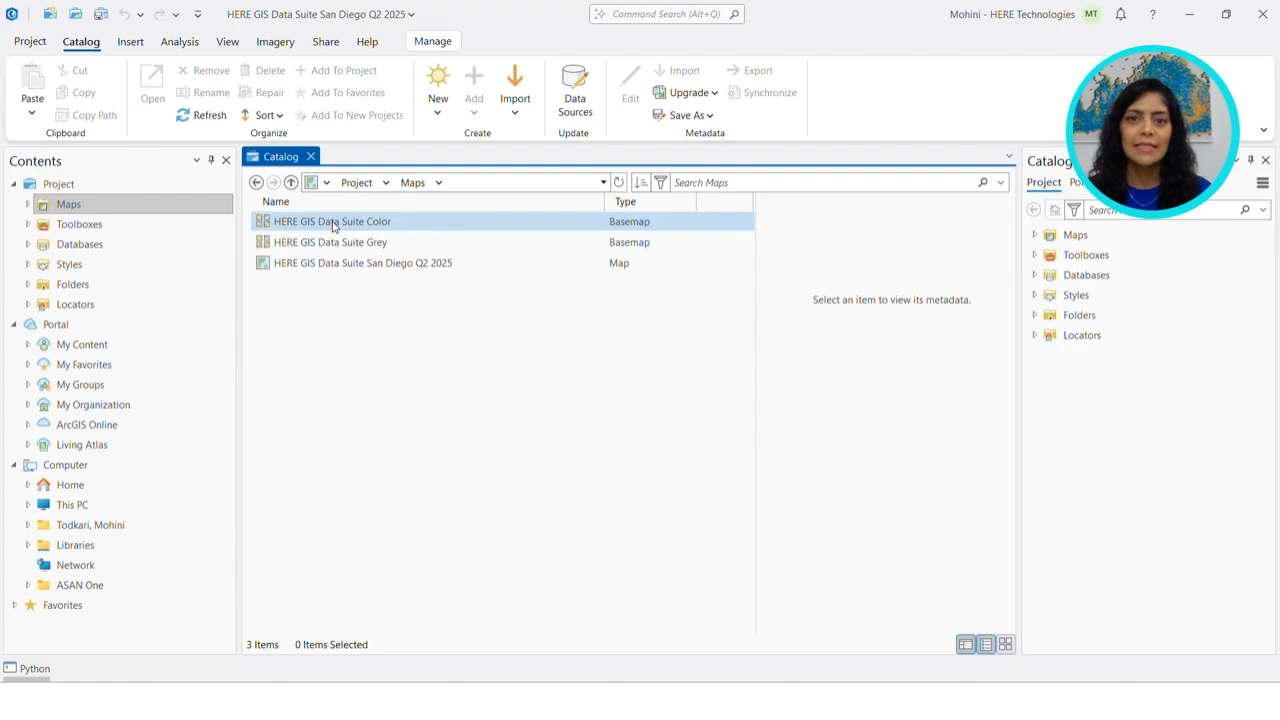 HERE GIS Data Suite San Diego Q2 2025
Command Search (Alt+Q)
Mohini - HERE Technologies
MT
?
Project
Catalog
Insert
Analysis
View
Imagery
Share
Help
Manage
Paste
Cut
Copy
Copy Path
Clipboard
Open
Remove
Delete
Add To Project
Rename
Repair
Add To Favorites
Refresh
Sort
Add To New Projects
Organize
New
Add
Import
Create
Data
Sources
Update
Edit
Import
Export
Upgrade
Synchronize
Save As
Metadata
Contents
Project
Maps
Toolboxes
Databases
Styles
Folders
Locators
Portal
My Content
My Favorites
My Groups
My Organization
ArcGIS Online
Living Atlas
Computer
Home
This PC
Todkari, Mohini
Libraries
Network
ASAN One
Favorites
Catalog
Project
Maps
Search Maps
Name
Type
HERE GIS Data Suite Color
Basemap
HERE GIS Data Suite Grey
Basemap
HERE GIS Data Suite San Diego Q2 2025
Map
Select an item to view its metadata.
3 Items
0 Items Selected
Catalog
Project
Maps
Toolboxes
Databases
Styles
Folders
Locators
Python